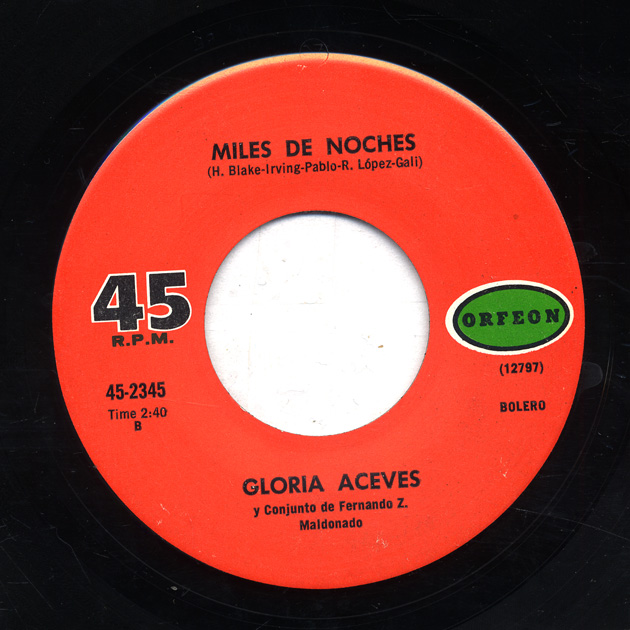 MILES DE NOCHES
(H. Blake-Irving-Pablo-R. López-Gali)
45
R.P.M.
ORFEON
45-2345
Time 2:40
B
(12797)
BOLERO
GLORIA ACEVES
y Conjunto de Fernando Z.
Maldonado